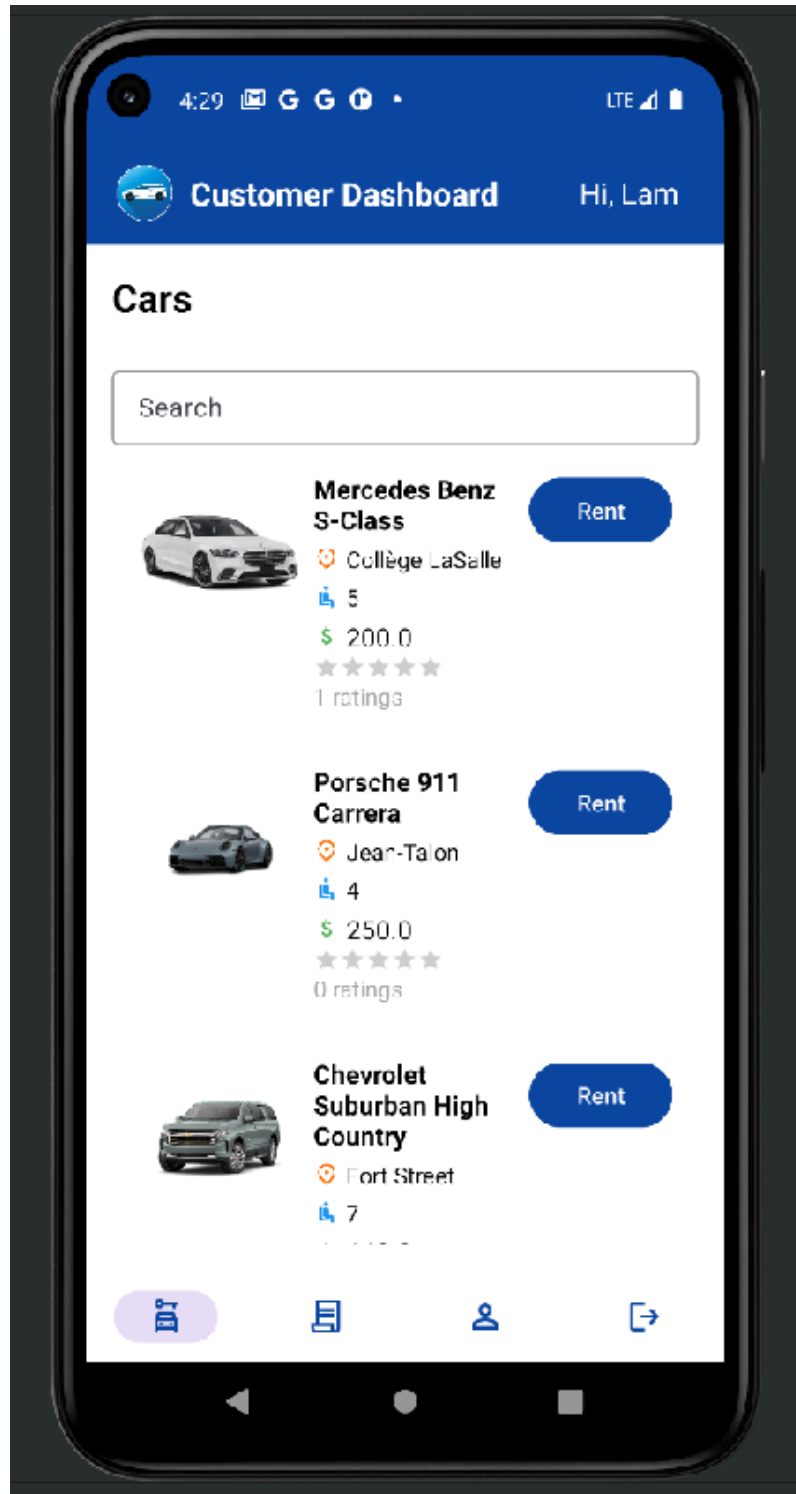 4:29 G G LTE
Customer Dashboard Hi, Lam
Cars
Search
Mercedes Benz
S-Class
Rent
Collège LaSalle
5
$ 200.0
1 ratings
Porsche 911
Carrera
Rent
Jean-Talon
4
$ 250.0
0 ratings
Chevrolet
Suburban High
Country
Rent
Fort Street
7